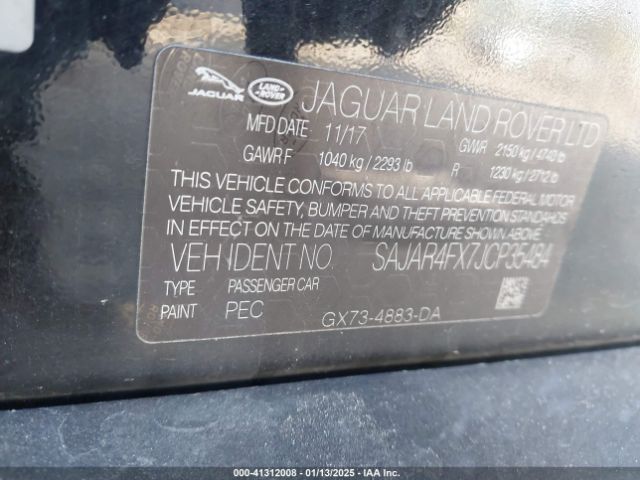 JAGUAR LAND ROVER JAGUAR LAND ROVER LTD
MFD DATE 11/17 GWR 2150 kg / 4740 lb
GAWR F 1040 kg / 2293 lb R 1230 kg / 2712 lb
THIS VEHICLE CONFORMS TO ALL APPLICABLE FEDERAL MOTOR
VEHICLE SAFETY, BUMPER AND THEFT PREVENTION STANDARDS
IN EFFECT ON THE DATE OF MANUFACTURE SHOWN ABOVE.
VEH IDENT NO. SAJAR4FX7JCP35494
TYPE PASSENGER CAR
PAINT PEC
GX73-4883-DA
000-41312008 - 01/13/2025 - IAA Inc.